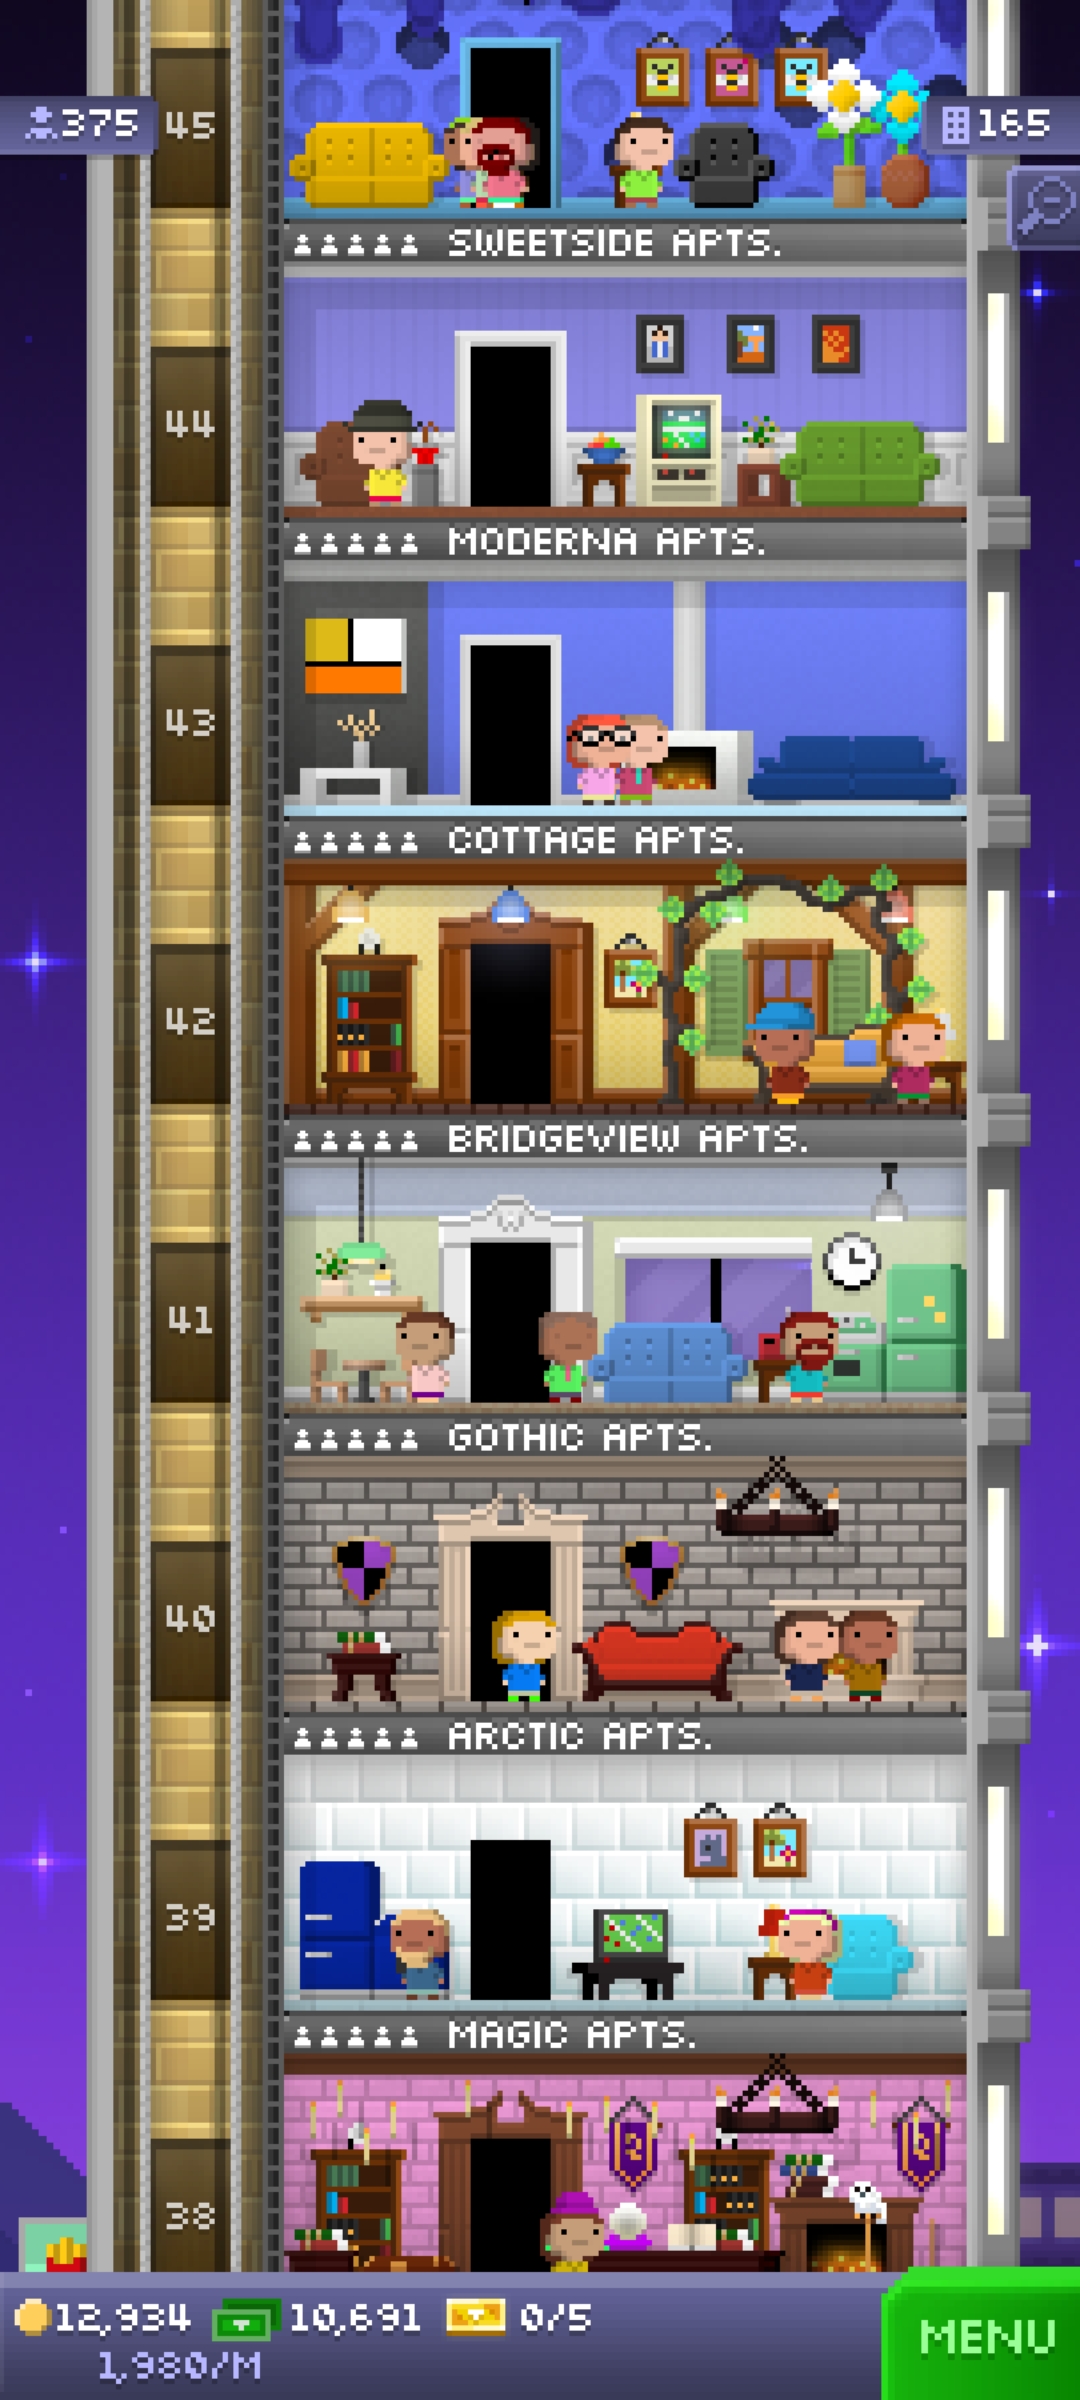 375
45
165
SWEETSIDE APTS.
44
MODERNA APTS.
43
COTTAGE APTS.
42
BRIDGEVIEW APTS.
41
GOTHIC APTS.
40
ARCTIC APTS.
39
MAGIC APTS.
38
12,934 10,691 0/5
1,980/M
MENU